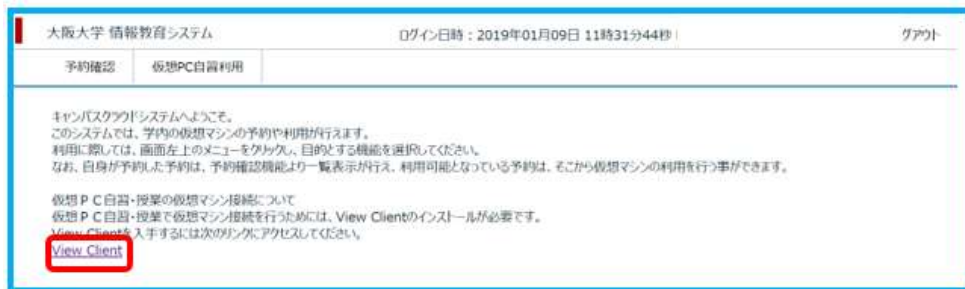 大阪大学 情報教育システム
ログイン日時：2019年01月09日 11時31分44秒
グアウト
予約確認
仮想PC自習利用
キャンパスクラウドシステムへようこそ。
このシステムでは、学内の仮想マシンの予約や利用が行えます。
利用に際しては、画面左上のメニューをクリックし、目的とする機能を選択してください。
なお、自身が予約した予約は、予約確認機能より一覧表示が行え、利用可能となっている予約は、そこから仮想マシンの利用を行う事ができます。
仮想ＰＣ自習・授業の仮想マシン接続について
仮想ＰＣ自習・授業で仮想マシン接続を行うためには、View Clientのインストールが必要です。
View Clientを入手するには次のリンクにアクセスしてください。
View Client